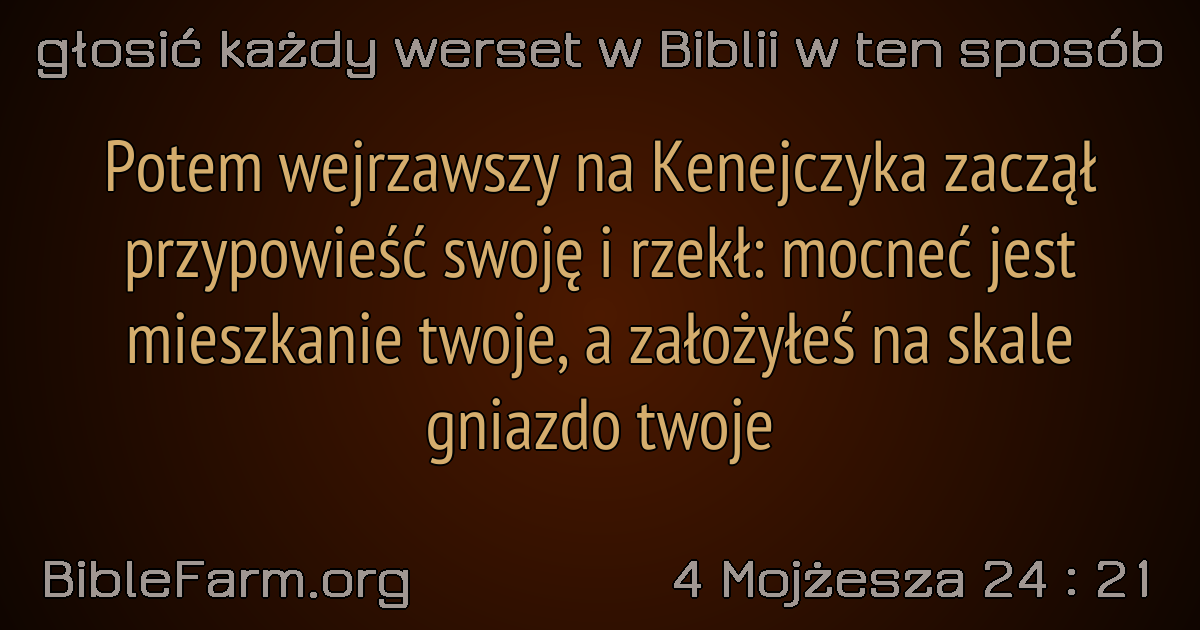 głosić każdy werset w Biblii w ten sposób
Potem wejrzawszy na Kenejczyka zaczął
przypowieść swoję i rzekł: mocneć jest
mieszkanie twoje, a założyłeś na skale
gniazdo twoje
BibleFarm.org
4 Mojżesza 24 : 21